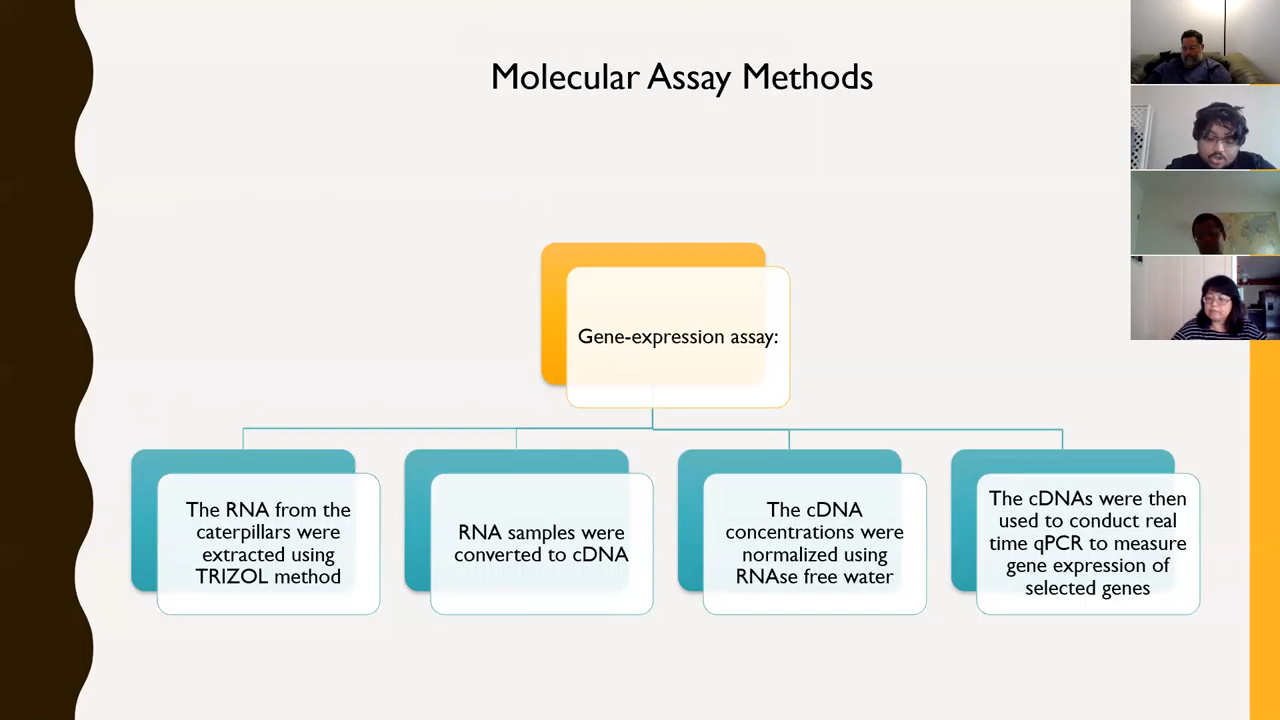 Molecular Assay Methods
Gene-expression assay:
The RNA from the
caterpillars were
extracted using
TRIZOL method
RNA samples were
converted to cDNA
The cDNA
concentrations were
normalized using
RNAse free water
The cDNAs were then
used to conduct real
time qPCR to measure
gene expression of
selected genes